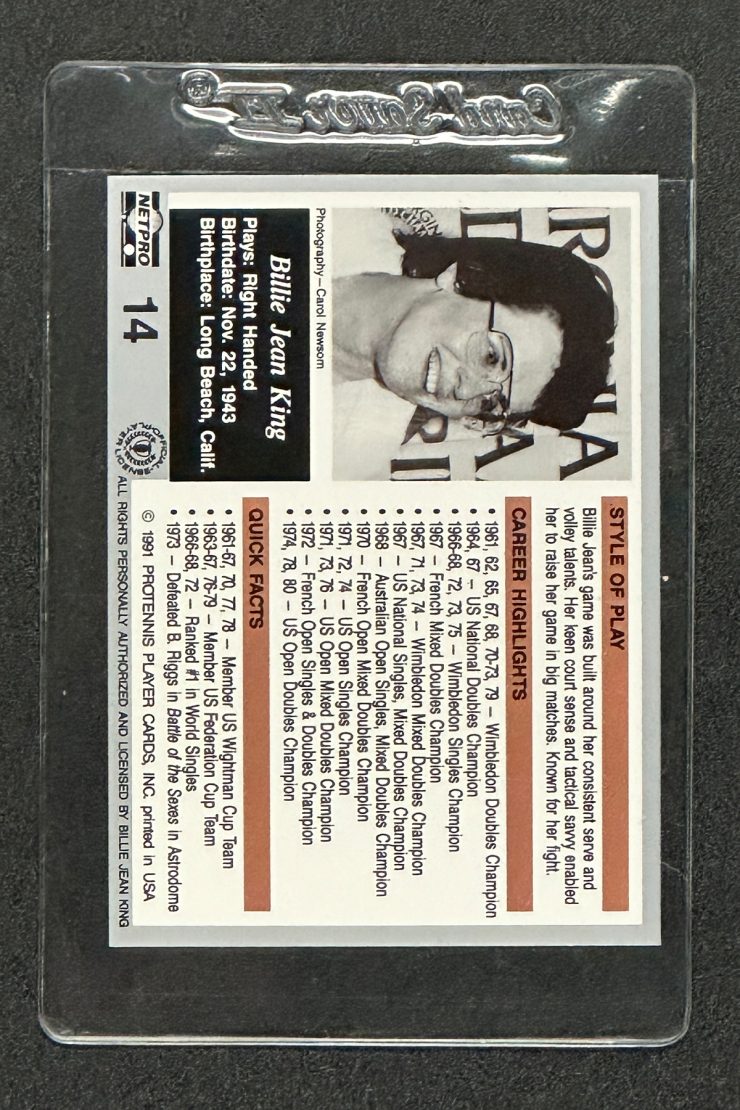 Card Saver II
NETPRO
14
OFFICIAL PLAYER LICENSE
Photography—Carol Newsom
Billie Jean King
Plays: Right Handed
Birthdate: Nov. 22, 1943
Birthplace: Long Beach, Calif.
STYLE OF PLAY
Billie Jean's game was built around her consistent serve and
volley talents. Her keen court sense and tactical savvy enabled
her to raise her game in big matches. Known for her fight.
CAREER HIGHLIGHTS
• 1961, 62, 65, 67, 68, 70-73, 79 — Wimbledon Doubles Champion
• 1964, 67 — US National Doubles Champion
• 1966-68, 72, 73, 75 — Wimbledon Singles Champion
• 1967 — French Mixed Doubles Champion
• 1967, 71, 73, 74 — Wimbledon Mixed Doubles Champion
• 1967 — US National Singles, Mixed Doubles Champion
• 1968 — Australian Open Singles, Mixed Doubles Champion
• 1970 — French Open Mixed Doubles Champion
• 1971, 72, 74 — US Open Singles Champion
• 1971, 73, 76 — US Open Mixed Doubles Champion
• 1972 — French Open Singles & Doubles Champion
• 1974, 78, 80 — US Open Doubles Champion
QUICK FACTS
• 1961-67, 70, 77, 78 — Member US Wightman Cup Team
• 1963-67, 76-79 — Member US Federation Cup Team
• 1966-68, 72 — Ranked #1 in World Singles
• 1973 — Defeated B. Riggs in Battle of the Sexes in Astrodome
© 1991 PROTENNIS PLAYER CARDS, INC. printed in USA
ALL RIGHTS PERSONALLY AUTHORIZED AND LICENSED BY BILLIE JEAN KING